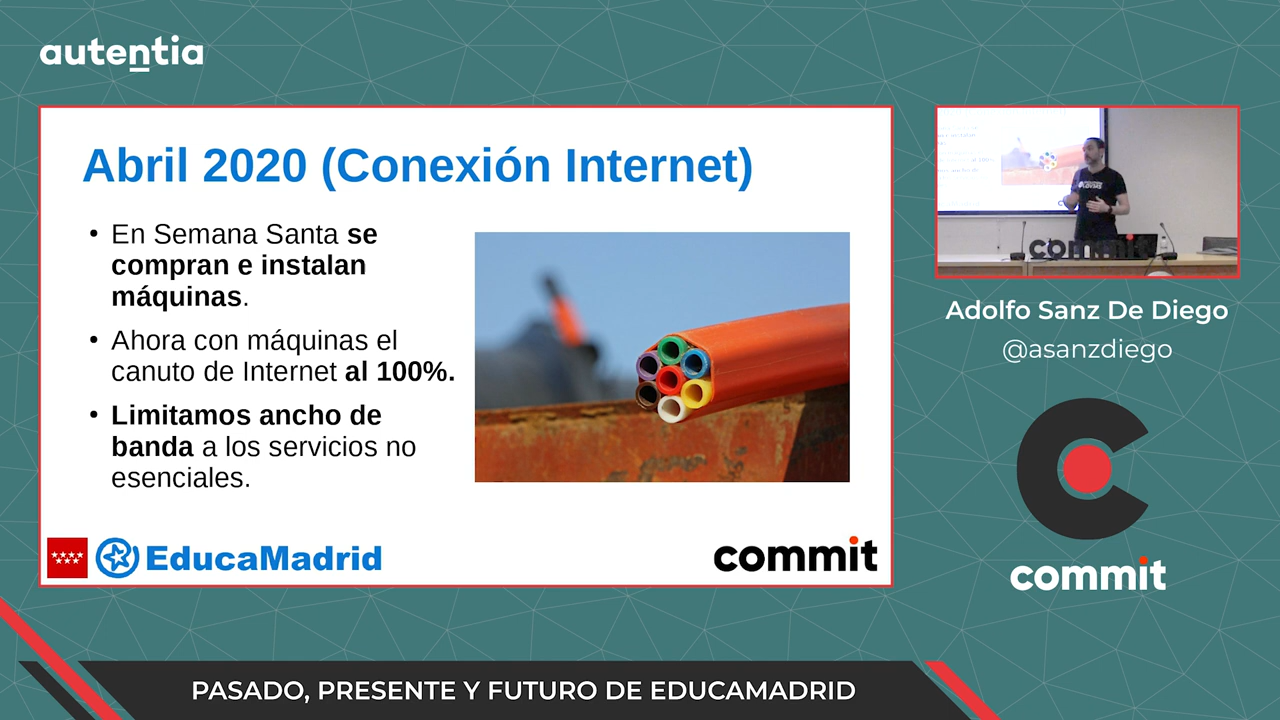 autentia
Abril 2020 (Conexión Internet)
• En Semana Santa se
compran e instalan
máquinas.
• Ahora con máquinas el
canuto de Internet al 100%.
• Limitamos ancho de
banda a los servicios no
esenciales.
EducaMadrid
commit
commit
Adolfo Sanz De Diego
@asanzdiego
commit
PASADO, PRESENTE Y FUTURO DE EDUCAMADRID